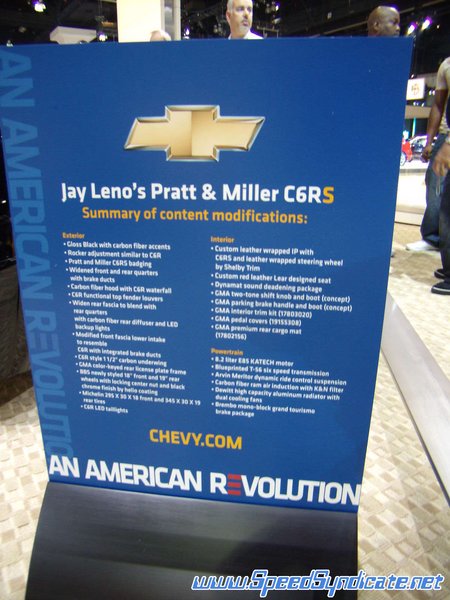 AN AMERICAN REVOLUTION
Jay Leno's Pratt & Miller C6RS
Summary of content modifications:
Exterior
• Gloss Black with carbon fiber accents
• Rocker adjustment similar to C6R
• Pratt and Miller C6RS badging
• Widened front and rear quarters
with brake ducts
• Carbon fiber hood with C6R waterfall
• C6R functional top fender louvers
• Widen rear fascia to blend with
rear quarters
with carbon fiber rear diffuser and LED
backup lights
• Modified front fascia lower intake
to resemble
C6R with integrated brake ducts
• C6R style 1 1/2" carbon underwing
• GMA color-keyed rear license plate frame
• BBS newly styled 18" front and 19" rear
wheels with locking center nut and black
chrome finish by helio coating
• Michelin 295 X 30 X 18 front and 345 X 30 X 19
rear tires
• C6R LED taillights
Interior
• Custom leather wrapped IP with
C6RS and leather wrapped steering wheel
by Shelby Trim
• Custom red leather Lear designed seat
• Dynamat sound deadening package
• GMA two-tone shift knob and boot (concept)
• GMA parking brake handle and boot (concept)
• GMA interior trim kit (17803020)
• GMA pedal covers (19155308)
• GMA premium rear cargo mat
(17802156)
Powertrain
• 8.2 liter E85 KATECH motor
• Blueprinted T-56 six speed transmission
• Arvin Meritor dynamic ride control suspension
• Carbon fiber ram air induction with K&N filter
• Dewitt high capacity aluminum radiator with
dual cooling fans
• Brembo mono-block grand tourismo
brake package
CHEVY.COM
AN AMERICAN REVOLUTION
www.SpeedSyndicate.net